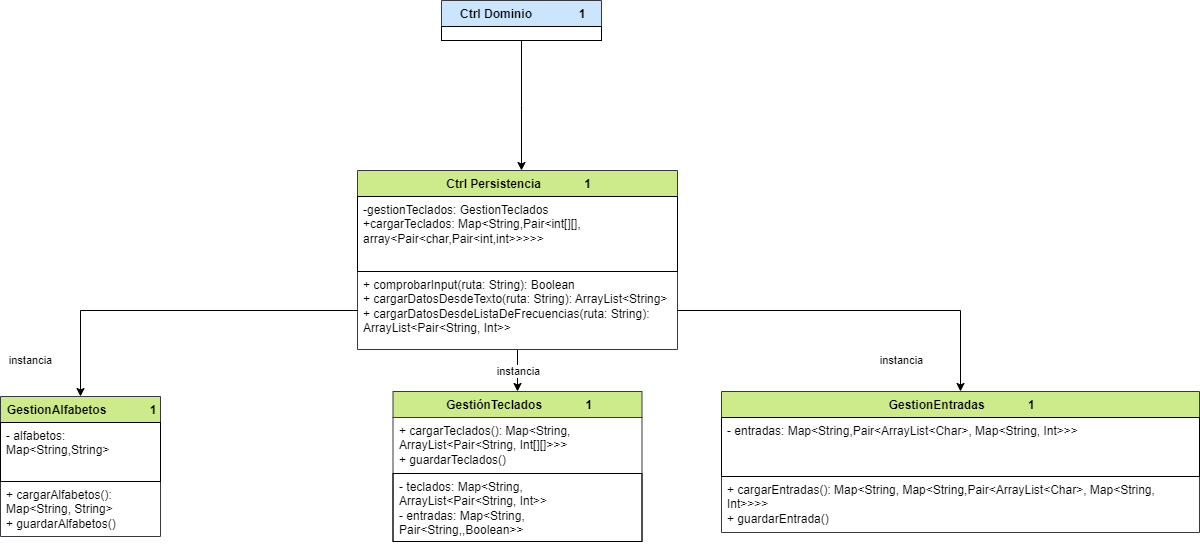 Ctrl Dominio 1
Ctrl Persistencia 1
-gestionTeclados: GestionTeclados
+cargarTeclados: Map<String,Pair<int[][],
array<Pair<char,Pair<int,int>>>>>
+ comprobarInput(ruta: String): Boolean
+ cargarDatosDesdeTexto(ruta: String): ArrayList<String>
+ cargarDatosDesdeListaDeFrecuencias(ruta: String):
ArrayList<Pair<String, Int>>
instancia
instancia
instancia
GestionAlfabetos 1
- alfabetos:
Map<String,String>
+ cargarAlfabetos():
Map<String, String>
+ guardarAlfabetos()
GestiónTeclados 1
+ cargarTeclados(): Map<String,
ArrayList<Pair<String, Int[][]>>>
+ guardarTeclados()
- teclados: Map<String,
ArrayList<Pair<String, Int>>
- entradas: Map<String,
Pair<String,,Boolean>>
GestionEntradas 1
- entradas: Map<String,Pair<ArrayList<Char>, Map<String, Int>>>
+ cargarEntradas(): Map<String, Map<String,Pair<ArrayList<Char>, Map<String,
Int>>>>
+ guardarEntrada()